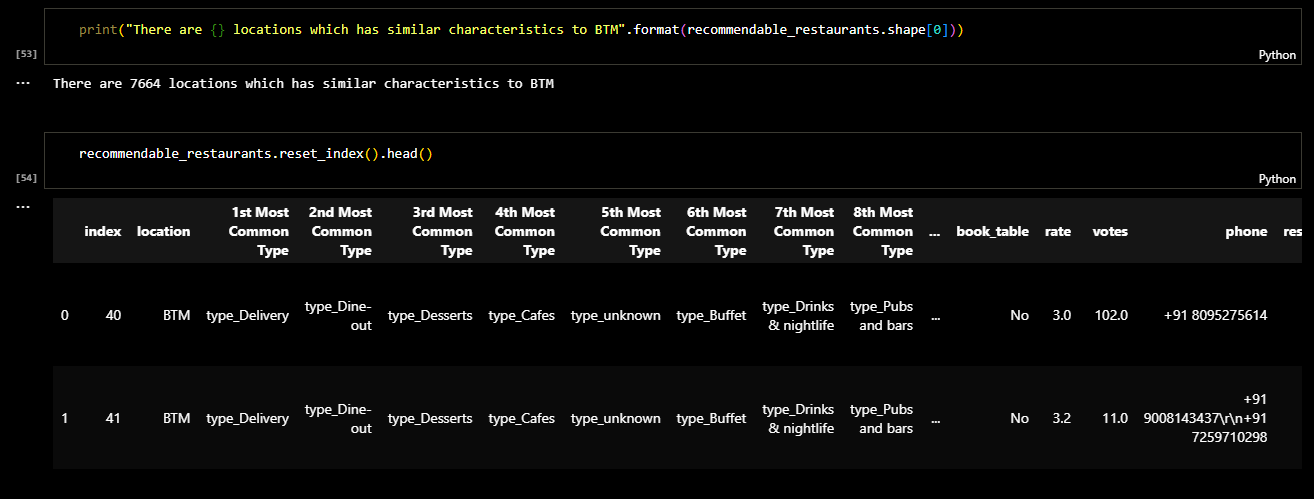 print("There are {} locations which has similar characteristics to BTM".format(recommendable_restaurants.shape[0]))
[53]
Python
... There are 7664 locations which has similar characteristics to BTM
recommendable_restaurants.reset_index().head()
[54]
Python
...
index location 1st Most Common Type 2nd Most Common Type 3rd Most Common Type 4th Most Common Type 5th Most Common Type 6th Most Common Type 7th Most Common Type 8th Most Common Type ... book_table rate votes phone res
0 40 BTM type_Delivery type_Dine-out type_Desserts type_Cafes type_unknown type_Buffet type_Drinks & nightlife type_Pubs and bars ... No 3.0 102.0 +91 8095275614
1 41 BTM type_Delivery type_Dine-out type_Desserts type_Cafes type_unknown type_Buffet type_Drinks & nightlife type_Pubs and bars ... No 3.2 11.0 +91 9008143437\r\n+91 7259710298